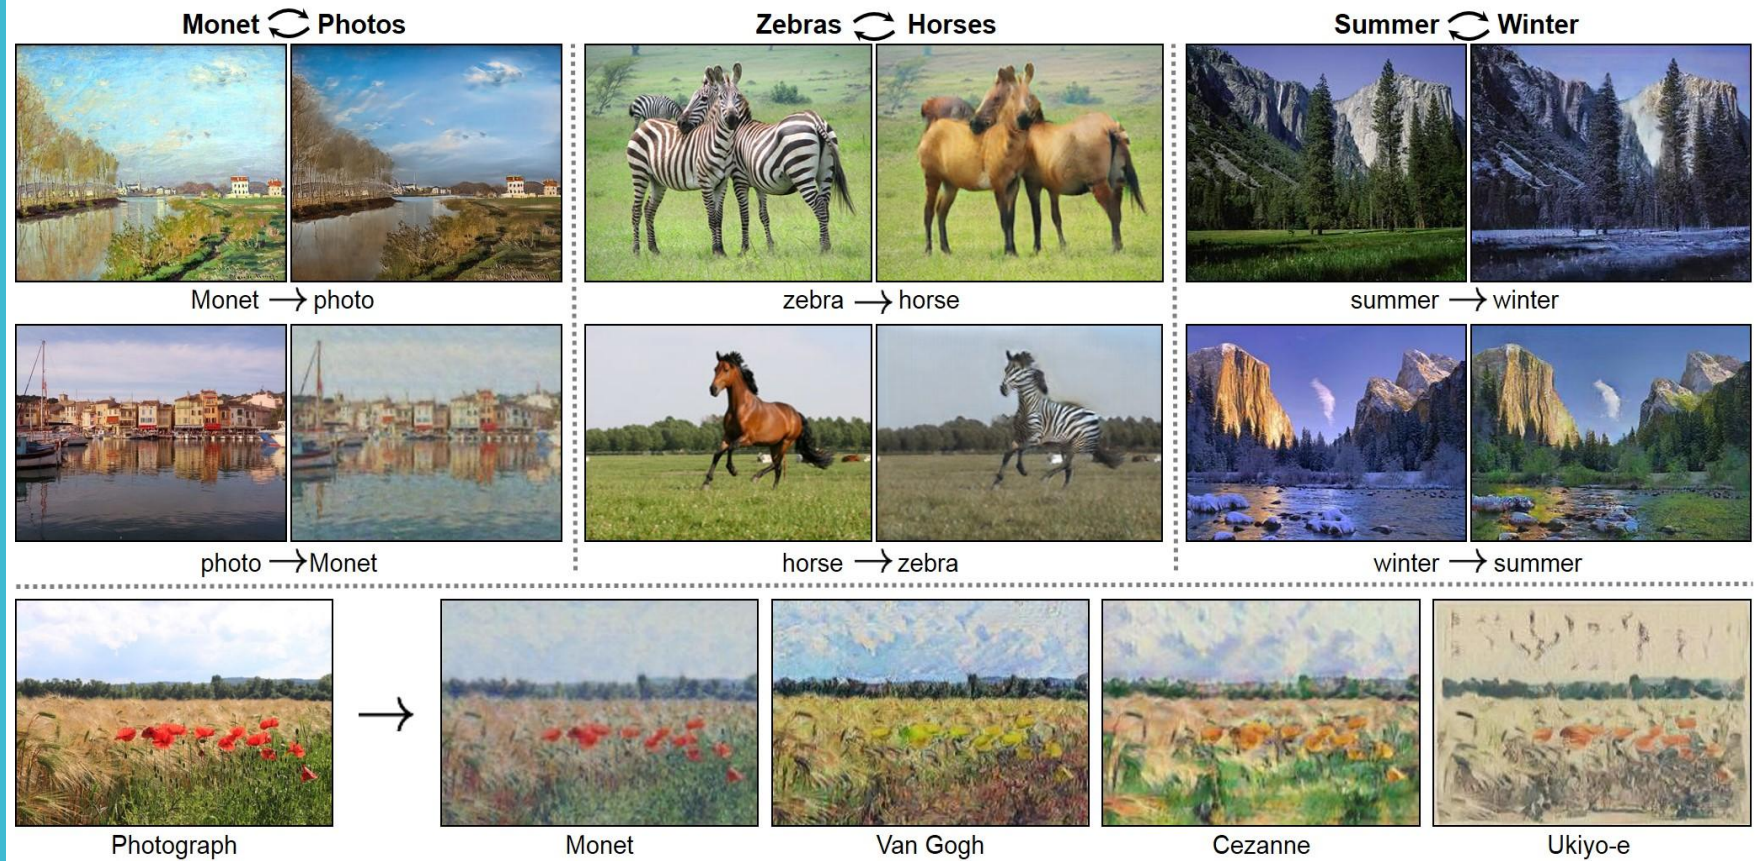 Monet ⇄ Photos
Zebras ⇄ Horses
Summer ⇄ Winter
Monet → photo
zebra → horse
summer → winter
photo → Monet
horse → zebra
winter → summer
Photograph
Monet
Van Gogh
Cezanne
Ukiyo-e